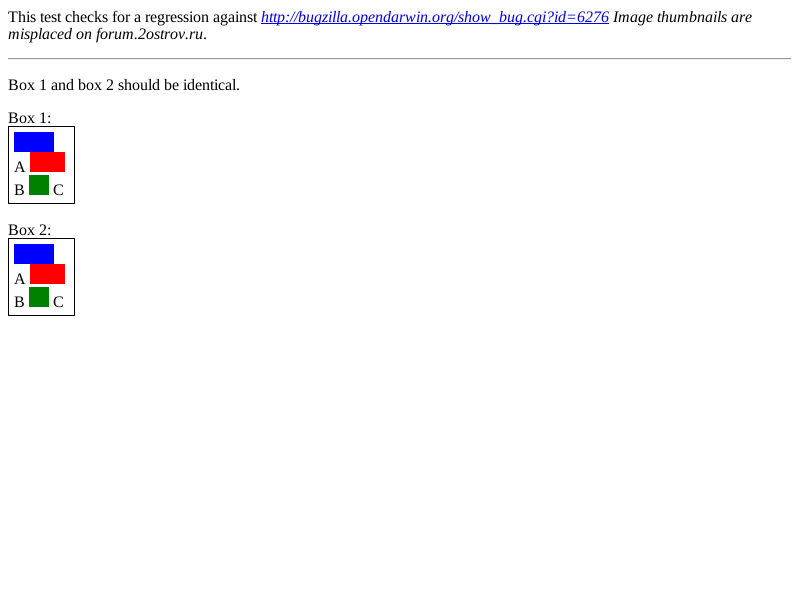 This test checks for a regression against http://bugzilla.opendarwin.org/show_bug.cgi?id=6276 Image thumbnails are
misplaced on forum.2ostrov.ru.
Box 1 and box 2 should be identical.
Box 1:
A
B C
Box 2:
A
B C